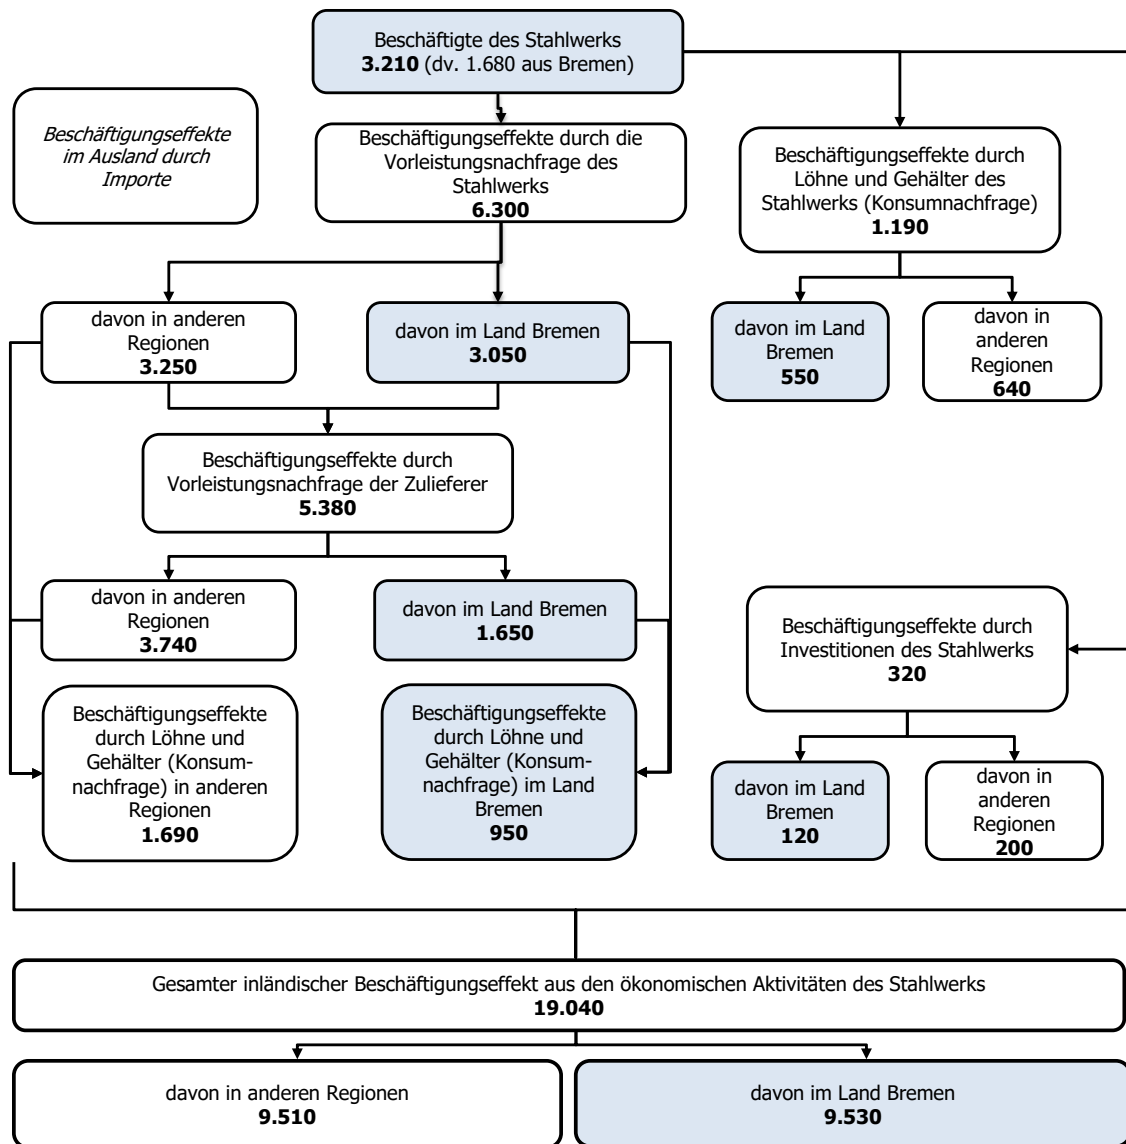 Beschäftigte des Stahlwerks
3.210 (dv. 1.680 aus Bremen)
Beschäftigungseffekte
im Ausland durch
Importe
Beschäftigungseffekte durch die
Vorleistungsnachfrage des
Stahlwerks
6.300
Beschäftigungseffekte durch
Löhne und Gehälter des
Stahlwerks (Konsumnachfrage)
1.190
davon in anderen
Regionen
3.250
davon im Land Bremen
3.050
davon im Land
Bremen
550
davon in
anderen
Regionen
640
Beschäftigungseffekte durch
Vorleistungsnachfrage der Zulieferer
5.380
davon in anderen
Regionen
3.740
davon im Land Bremen
1.650
Beschäftigungseffekte durch
Investitionen des Stahlwerks
320
Beschäftigungseffekte
durch Löhne und
Gehälter (Konsum-
nachfrage) in anderen
Regionen
1.690
Beschäftigungseffekte
durch Löhne und
Gehälter (Konsum-
nachfrage) im Land
Bremen
950
davon im Land
Bremen
120
davon in
anderen
Regionen
200
Gesamter inländischer Beschäftigungseffekt aus den ökonomischen Aktivitäten des Stahlwerks
19.040
davon in anderen Regionen
9.510
davon im Land Bremen
9.530